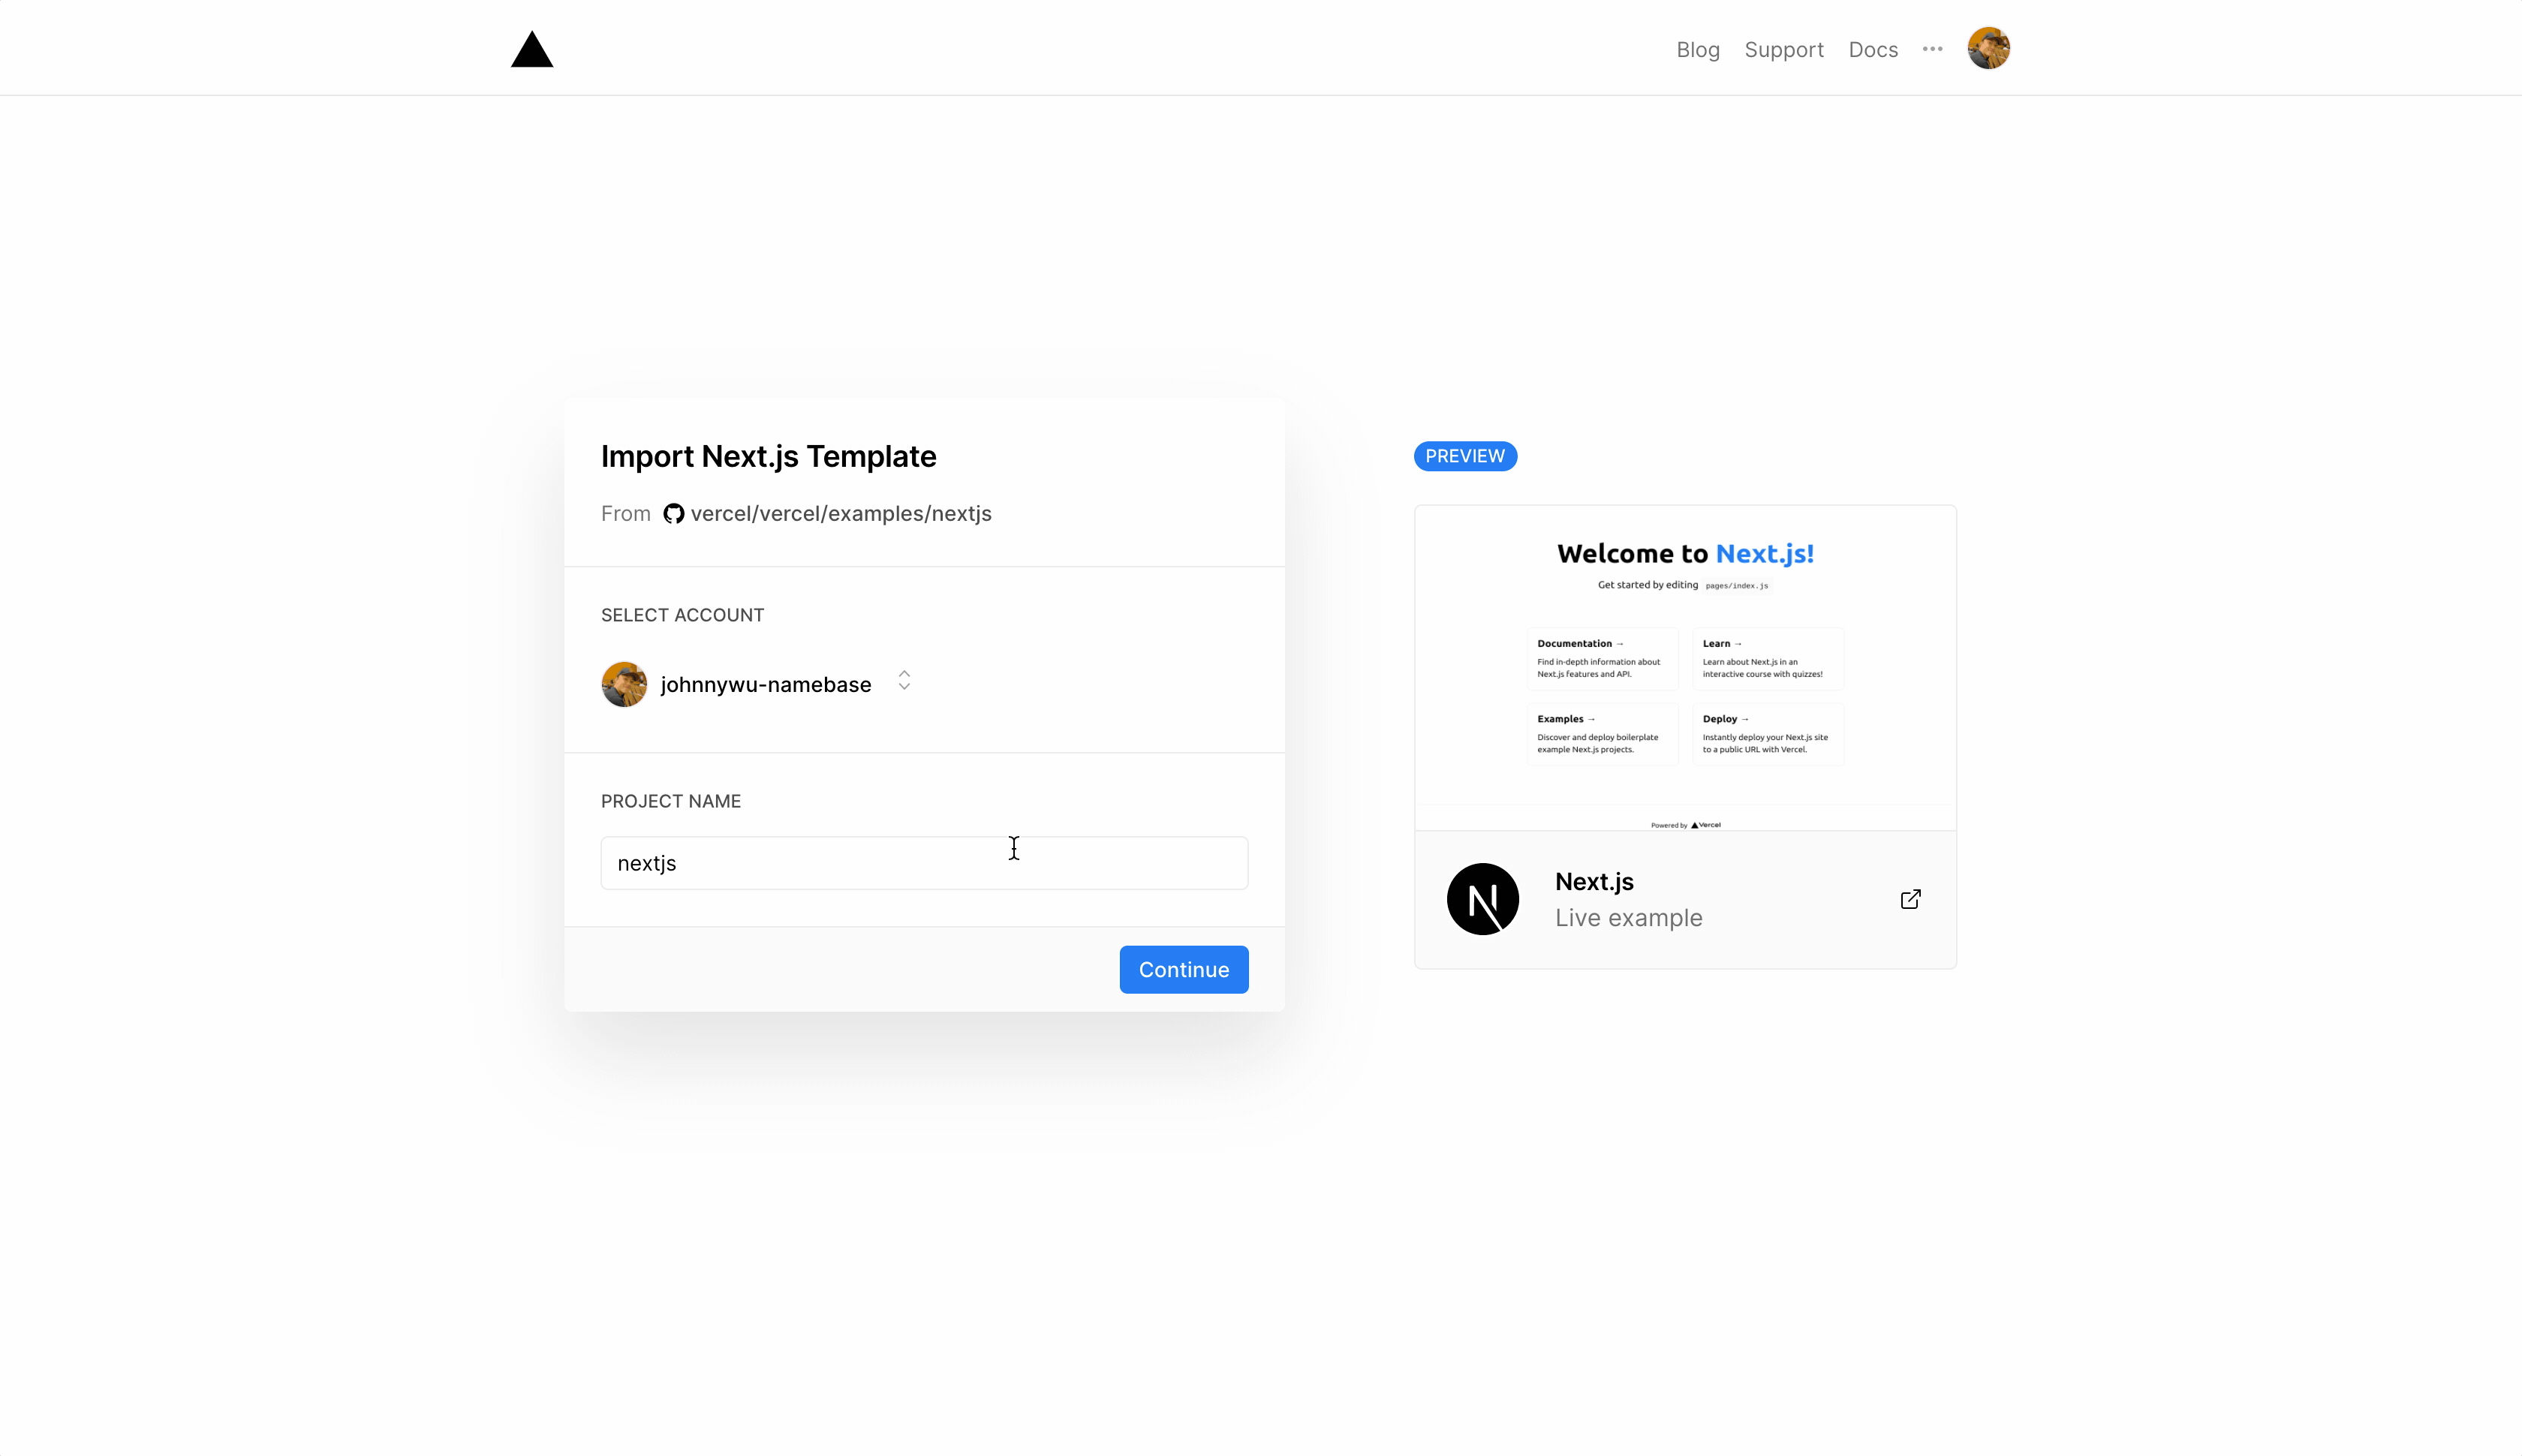 Blog Support Docs
Import Next.js Template
From vercel/vercel/examples/nextjs
SELECT ACCOUNT
johnnywu-namebase
PROJECT NAME
nextjs
Continue
PREVIEW
Welcome to Next.js!
Get started by editing pages/index.js
Documentation →
Find in-depth information about
Next.js features and API.
Learn →
Learn about Next.js in an
interactive course with quizzes!
Examples →
Discover and deploy boilerplate
example Next.js projects.
Deploy →
Instantly deploy your Next.js site
to a public URL with Vercel.
Powered by Vercel
Next.js
Live example